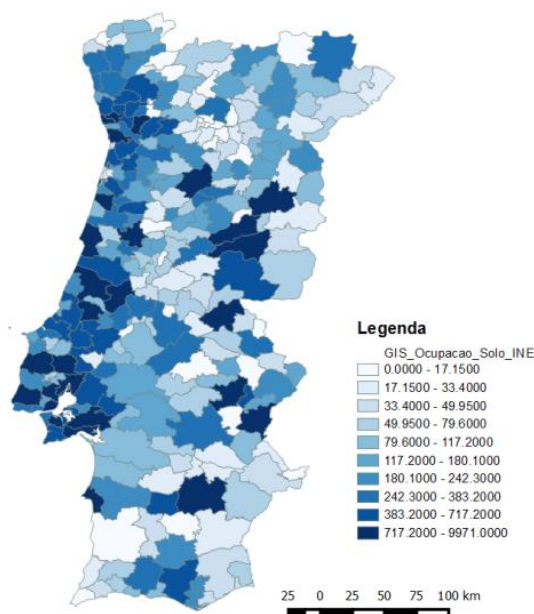 Legenda
GIS_Ocupacao_Solo_INE
0.0000 - 17.1500
17.1500 - 33.4000
33.4000 - 49.9500
49.9500 - 79.6000
79.6000 - 117.2000
117.2000 - 180.1000
180.1000 - 242.3000
242.3000 - 383.2000
383.2000 - 717.2000
717.2000 - 9971.0000
25 0 25 50 75 100 km